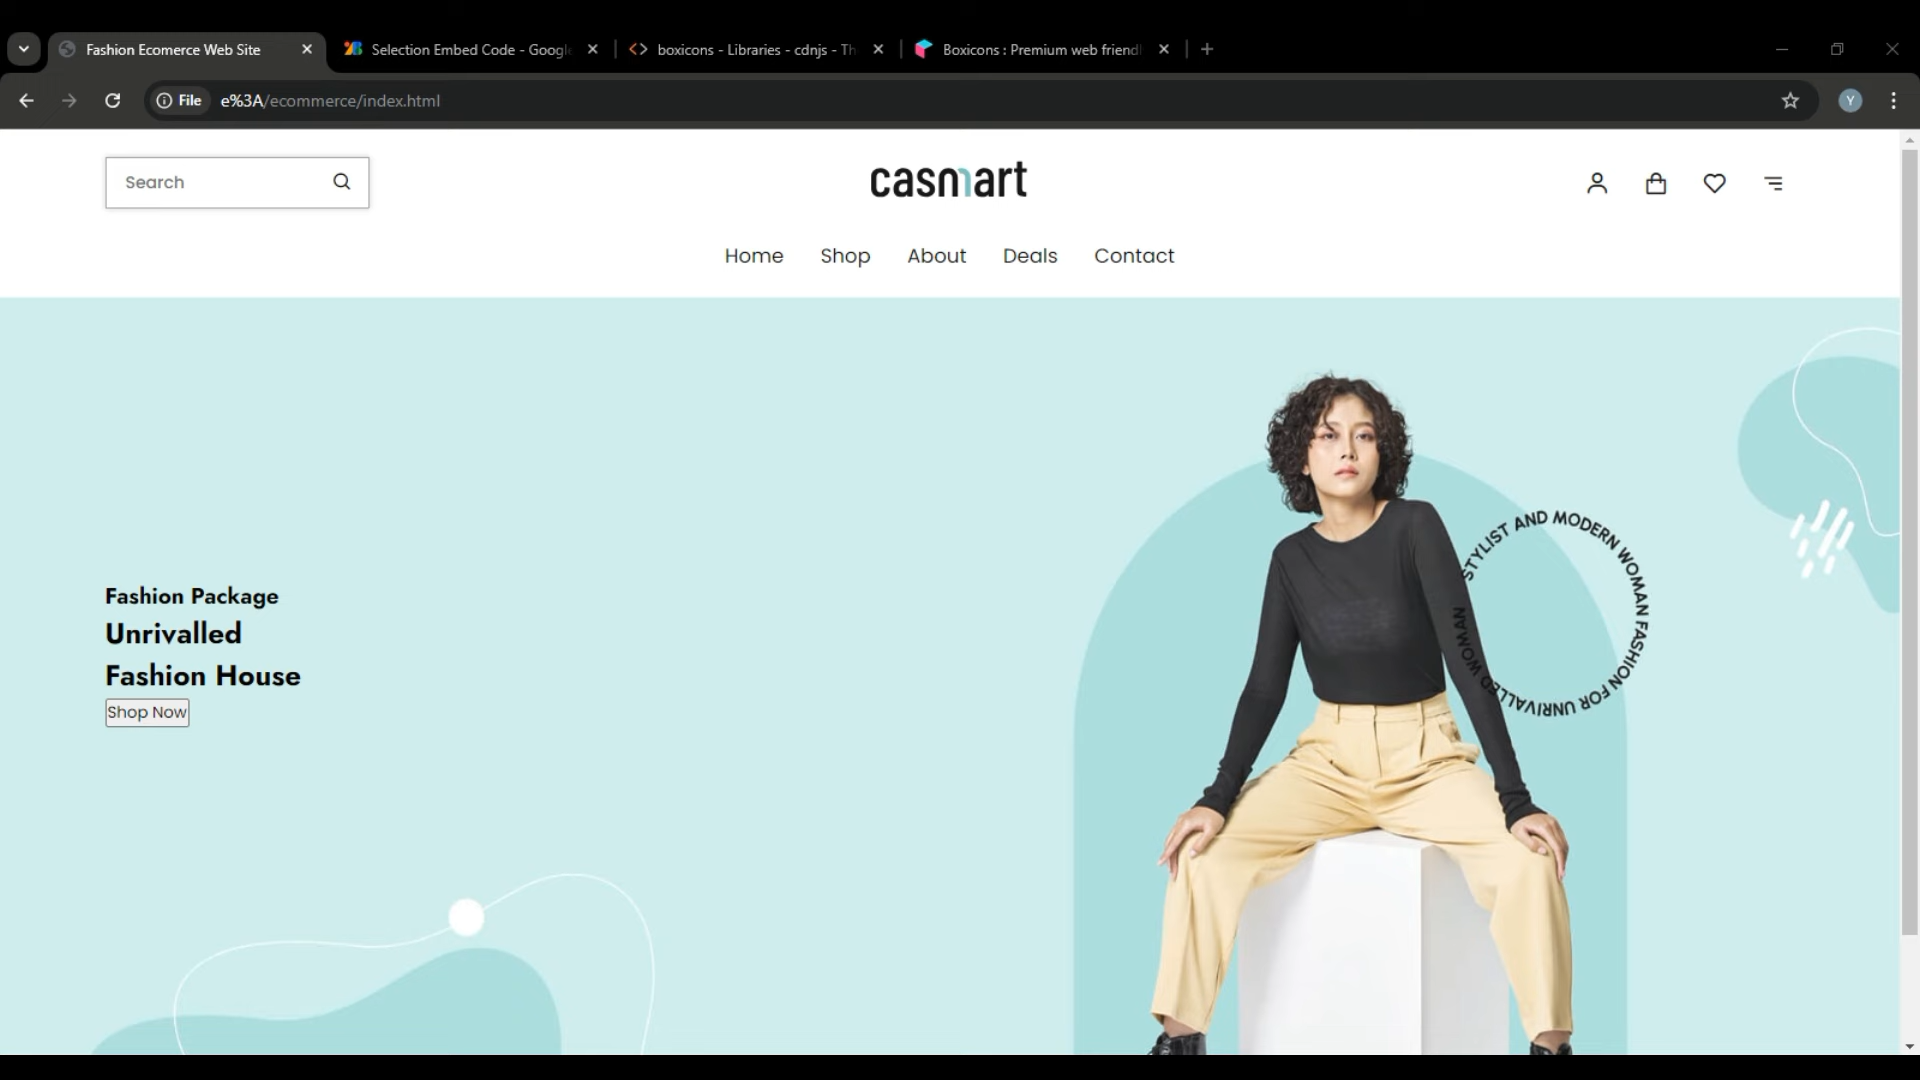 Fashion Ecomerce Web Site
Selection Embed Code - Google
boxicons - Libraries - cdnjs - Th
Boxicons : Premium web friendl
File e%3A/ecommerce/index.html
Y
Search
casmart
Home Shop About Deals Contact
STYLIST AND MODERN WOMAN FASHION FOR UNRIVALLED WOMAN
Fashion Package
Unrivalled
Fashion House
Shop Now